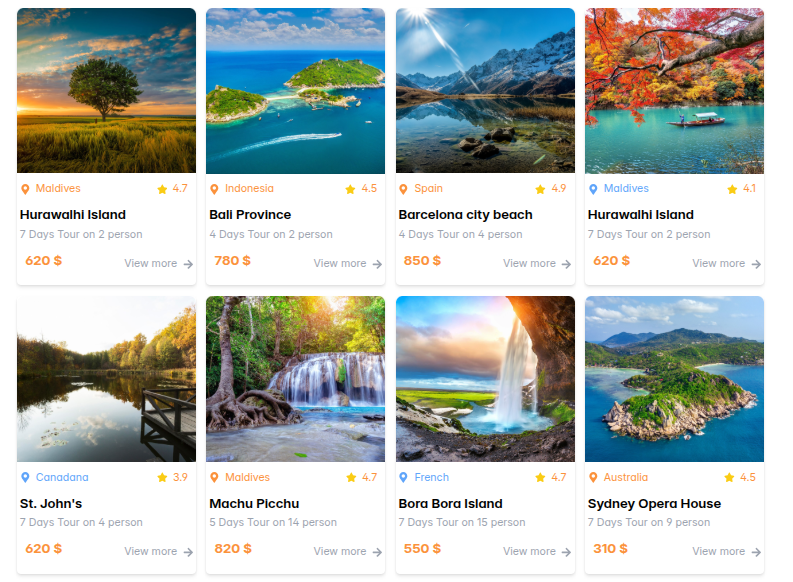 Maldives 4.7
Hurawalhi Island
7 Days Tour on 2 person
620 $ View more
Indonesia 4.5
Bali Province
4 Days Tour on 2 person
780 $ View more
Spain 4.9
Barcelona city beach
4 Days Tour on 4 person
850 $ View more
Maldives 4.1
Hurawalhi Island
7 Days Tour on 2 person
620 $ View more
Canadana 3.9
St. John's
7 Days Tour on 4 person
620 $ View more
Maldives 4.7
Machu Picchu
5 Days Tour on 14 person
820 $ View more
French 4.7
Bora Bora Island
7 Days Tour on 15 person
550 $ View more
Australia 4.5
Sydney Opera House
7 Days Tour on 9 person
310 $ View more